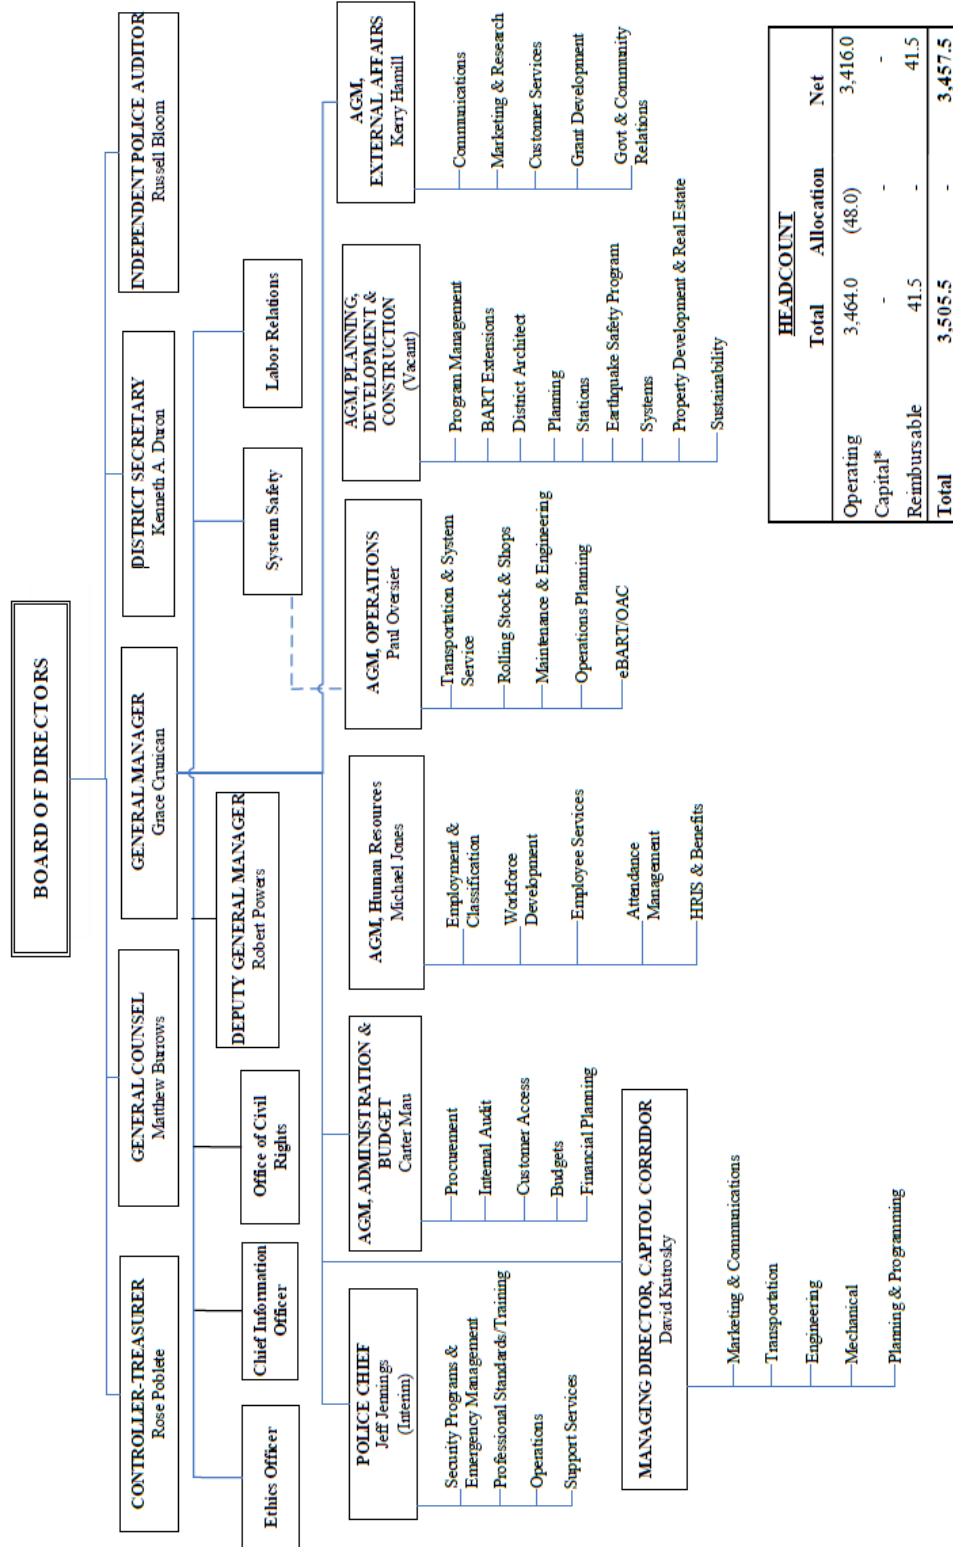 BOARD OF DIRECTORS
CONTROLLER-TREASURER
Rose Poblete
GENERAL COUNSEL
Matthew Burrows
GENERAL MANAGER
Grace Crunican
DISTRICT SECRETARY
Kenneth A. Duron
INDEPENDENT POLICE AUDITOR
Russell Bloom
Ethics Officer
Chief Information
Officer
Office of Civil
Rights
DEPUTY GENERAL MANAGER
Robert Powers
System Safety
Labor Relations
POLICE CHIEF
Jeff Jennings
(Interim)
Security Programs &
Emergency Management
Professional Standards/Training
Operations
Support Services
AGM, ADMINISTRATION &
BUDGET
Carter Mau
Procurement
Internal Audit
Customer Access
Budgets
Financial Planning
AGM, Human Resources
Michael Jones
Employment &
Classification
Workforce
Development
Employee Services
Attendance
Management
HRIS & Benefits
AGM, OPERATIONS
Paul Oversier
Transportation & System
Service
Rolling Stock & Shops
Maintenance & Engineering
Operations Planning
eBART/OAC
AGM, PLANNING,
DEVELOPMENT &
CONSTRUCTION
(Vacant)
Program Management
BART Extensions
District Architect
Planning
Stations
Earthquake Safety Program
Systems
Property Development & Real Estate
Sustainability
AGM,
EXTERNAL AFFAIRS
Kerry Hamill
Communications
Marketing & Research
Customer Services
Grant Development
Govt & Community
Relations
MANAGING DIRECTOR, CAPITOL CORRIDOR
David Kutrosky
Marketing & Communications
Transportation
Engineering
Mechanical
Planning & Programming
HEADCOUNT
Total Allocation Net
Operating 3,464.0 (48.0) 3,416.0
Capital* - - -
Reimbursable 41.5 - 41.5
Total 3,505.5 - 3,457.5